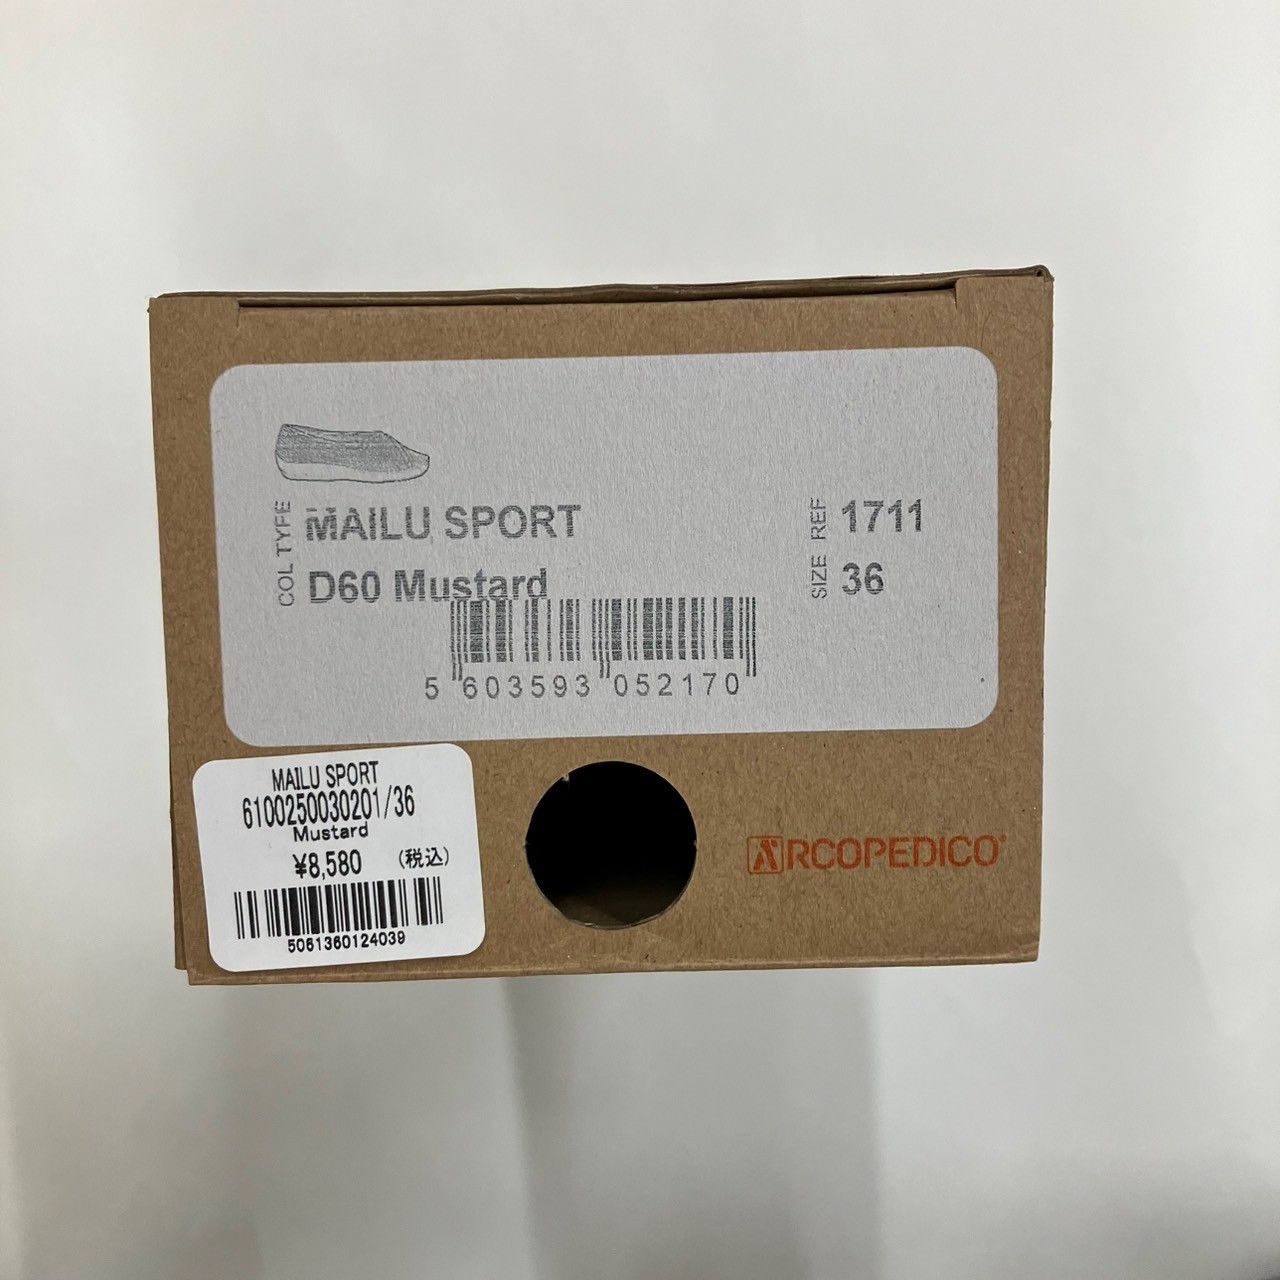 TYPE MAILU SPORT
COL D60 Mustard
REF 1711
SIZE 36
5 603593 052170
MAILU SPORT
6100250030201/36
Mustard
¥8,580 (税込)
5061360124039
ARCOPEDICO®